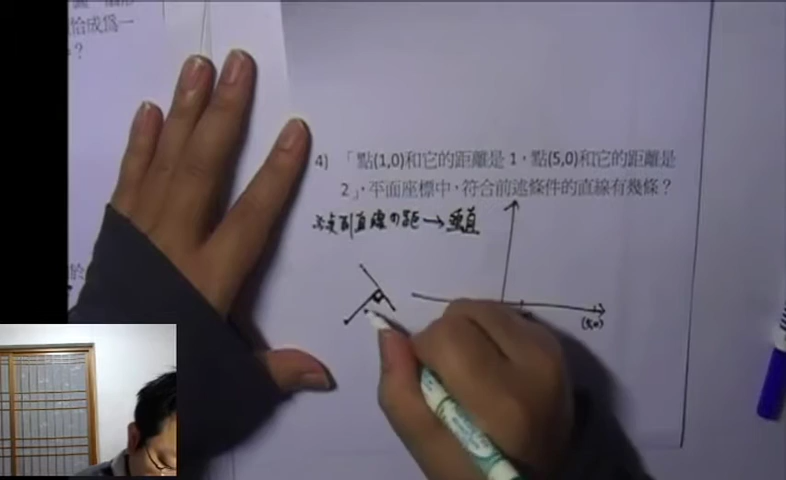 恰成為一
?
4) 「點(1,0)和它的距離是1,點(5,0)和它的距離是
2」,平面座標中,符合前述條件的直線有幾條?
點到直線の距→垂直
(5,0)